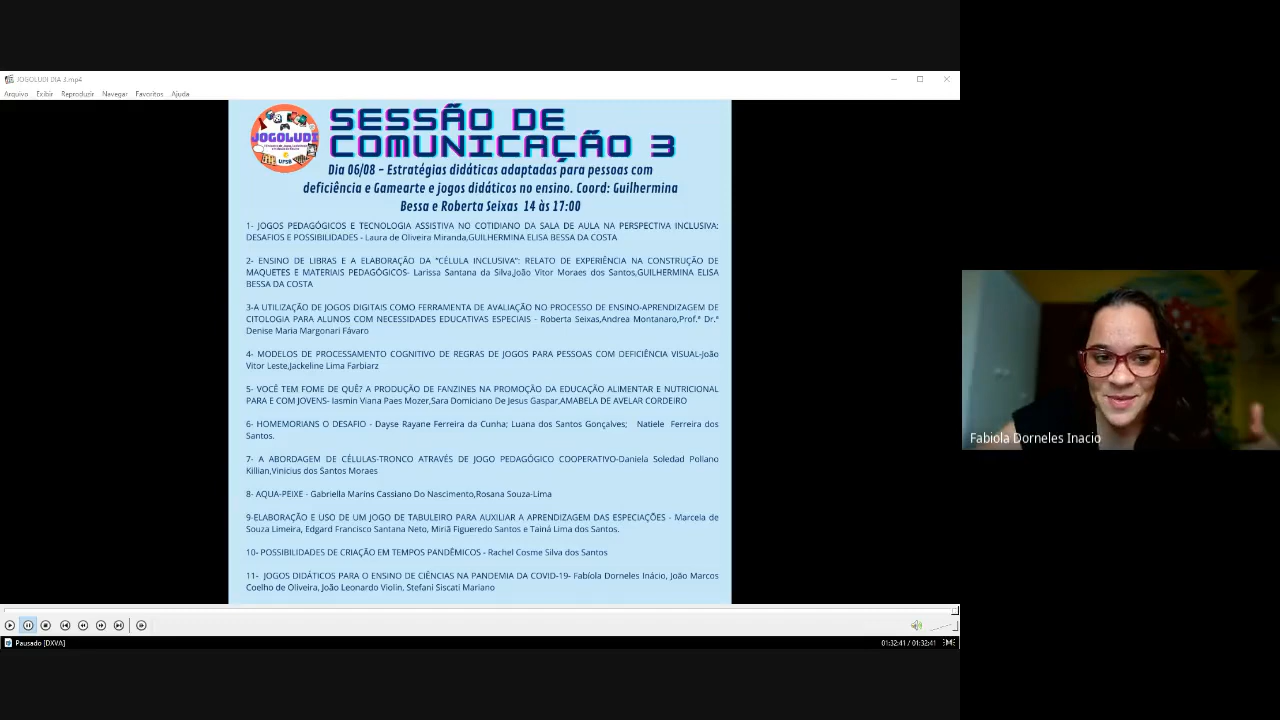 JOGOLUDI DIA 3.mp4
Arquivo Exibir Reproduzir Navegar Favoritos Ajuda
JOGOLUDI
UFSB
SESSÃO DE
COMUNICAÇÃO 3
Dia 06/08 - Estratégias didáticas adaptadas para pessoas com
deficiência e Gamearte e jogos didáticos no ensino. Coord: Guilhermina
Bessa e Roberta Seixas 14 às 17:00
1- JOGOS PEDAGÓGICOS E TECNOLOGIA ASSISTIVA NO COTIDIANO DA SALA DE AULA NA PERSPECTIVA INCLUSIVA:
DESAFIOS E POSSIBILIDADES - Laura de Oliveira Miranda,GUILHERMINA ELISA BESSA DA COSTA
2- ENSINO DE LIBRAS E A ELABORAÇÃO DA "CÉLULA INCLUSIVA": RELATO DE EXPERIÊNCIA NA CONSTRUÇÃO DE
MAQUETES E MATERIAIS PEDAGÓGICOS- Larissa Santana da Silva,João Vitor Moraes dos Santos,GUILHERMINA ELISA
BESSA DA COSTA
3-A UTILIZAÇÃO DE JOGOS DIGITAIS COMO FERRAMENTA DE AVALIAÇÃO NO PROCESSO DE ENSINO-APRENDIZAGEM DE
CITOLOGIA PARA ALUNOS COM NECESSIDADES EDUCATIVAS ESPECIAIS - Roberta Seixas,Andrea Montanaro,Prof.ª Dr.ª
Denise Maria Margonari Fávaro
4- MODELOS DE PROCESSAMENTO COGNITIVO DE REGRAS DE JOGOS PARA PESSOAS COM DEFICIÊNCIA VISUAL-João
Vitor Leste,Jackeline Lima Farbiarz
5- VOCÊ TEM FOME DE QUÊ? A PRODUÇÃO DE FANZINES NA PROMOÇÃO DA EDUCAÇÃO ALIMENTAR E NUTRICIONAL
PARA E COM JOVENS- Iasmin Viana Paes Mozer,Sara Domiciano De Jesus Gaspar,AMABELA DE AVELAR CORDEIRO
6- HOMEMORIANS O DESAFIO - Dayse Rayane Ferreira da Cunha; Luana dos Santos Gonçalves; Natiele Ferreira dos
Santos.
7- A ABORDAGEM DE CÉLULAS-TRONCO ATRAVÉS DE JOGO PEDAGÓGICO COOPERATIVO-Daniela Soledad Pollano
Killian,Vinicius dos Santos Moraes
8- AQUA-PEIXE - Gabriella Marins Cassiano Do Nascimento,Rosana Souza-Lima
9-ELABORAÇÃO E USO DE UM JOGO DE TABULEIRO PARA AUXILIAR A APRENDIZAGEM DAS ESPECIAÇÕES - Marcela de
Souza Limeira, Edgard Francisco Santana Neto, Miriã Figueredo Santos e Tainá Lima dos Santos.
10- POSSIBILIDADES DE CRIAÇÃO EM TEMPOS PANDÊMICOS - Rachel Cosme Silva dos Santos
11- JOGOS DIDÁTICOS PARA O ENSINO DE CIÊNCIAS NA PANDEMIA DA COVID-19- Fabíola Dorneles Inácio, João Marcos
Coelho de Oliveira, João Leonardo Violin, Stefani Siscati Mariano
Fabiola Dorneles Inacio
Pausado [DXVA]
01:32:41 / 01:32:41